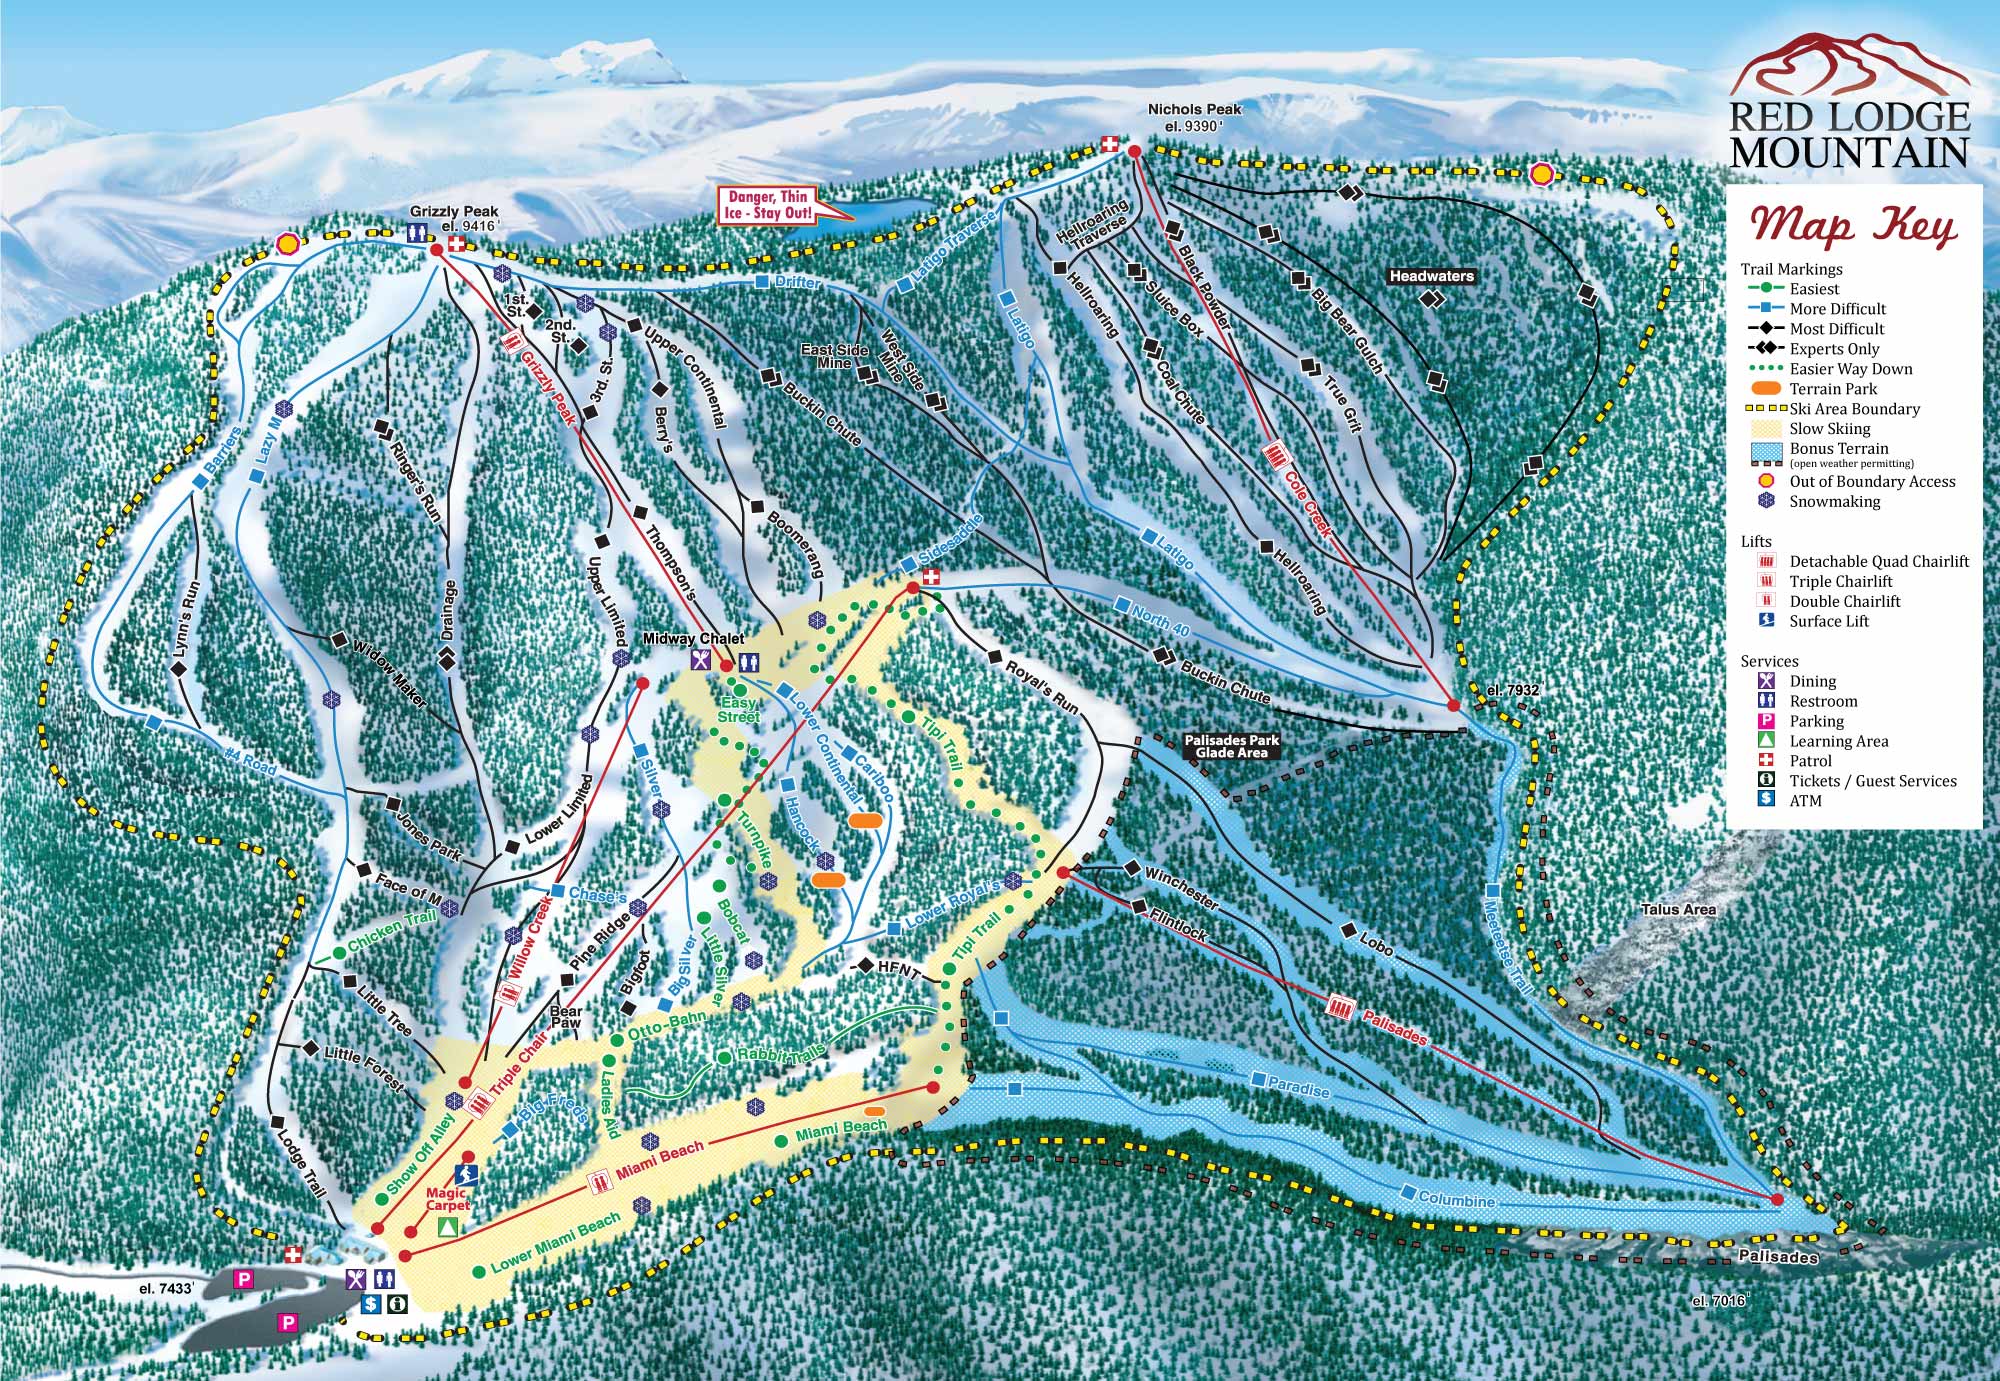 RED LODGE
MOUNTAIN
Map Key
Trail Markings
Easiest
More Difficult
Most Difficult
Experts Only
Easier Way Down
Terrain Park
Ski Area Boundary
Slow Skiing
Bonus Terrain
(open weather permitting)
Out of Boundary Access
Snowmaking
Lifts
Detachable Quad Chairlift
Triple Chairlift
Double Chairlift
Surface Lift
Services
Dining
Restroom
P
Parking
Learning Area
Patrol
i
Tickets / Guest Services
$
ATM
Nichols Peak
el. 9390'
Grizzly Peak
el. 9416'
Danger, Thin
Ice - Stay Out!
Latigo Traverse
Hellroaring
Traverse
Drifter
Headwaters
Black Powder
Hellroaring
Sluice Box
Big Bear Gulch
Latigo
1st.
St.
2nd.
St.
3rd. St.
Grizzly Peak
Upper Continental
East Side
Mine
West Side
Mine
Buckin Chute
Coal Chute
True Grit
Berry's
Barriers
Lazy M
Ringer's Run
Cole Creek
Thompson's
Boomerang
Sidesaddle
Latigo
Hellroaring
Upper Limited
Drainage
Lynn's Run
Widow Maker
Midway Chalet
North 40
Buckin Chute
Royal's Run
el. 7932'
Easy
Street
Lower Continental
Tipi Trail
Cariboo
Palisades Park
Glade Area
#4 Road
Silver
Hancock
Jones Park
Lower Limited
Turnpike
Face of M
Chase's
Lower Royal's
Winchester
Flintlock
Lobo
Talus Area
Meeteetse Trail
Chicken Trail
Willow Creek
Pine Ridge
Bobcat
Little Silver
Big Silver
Bigfoot
Tipi Trail
HFNT
Little Tree
Bear
Paw
Otto-Bahn
Palisades
Little Forest
Triple Chair
Rabbit Trails
Ladies Aid
Big Freds
Paradise
Show Off Alley
Lodge Trail
Miami Beach
Miami Beach
Magic
Carpet
Columbine
Lower Miami Beach
Palisades
el. 7433'
P
P
$
i
el. 7016'